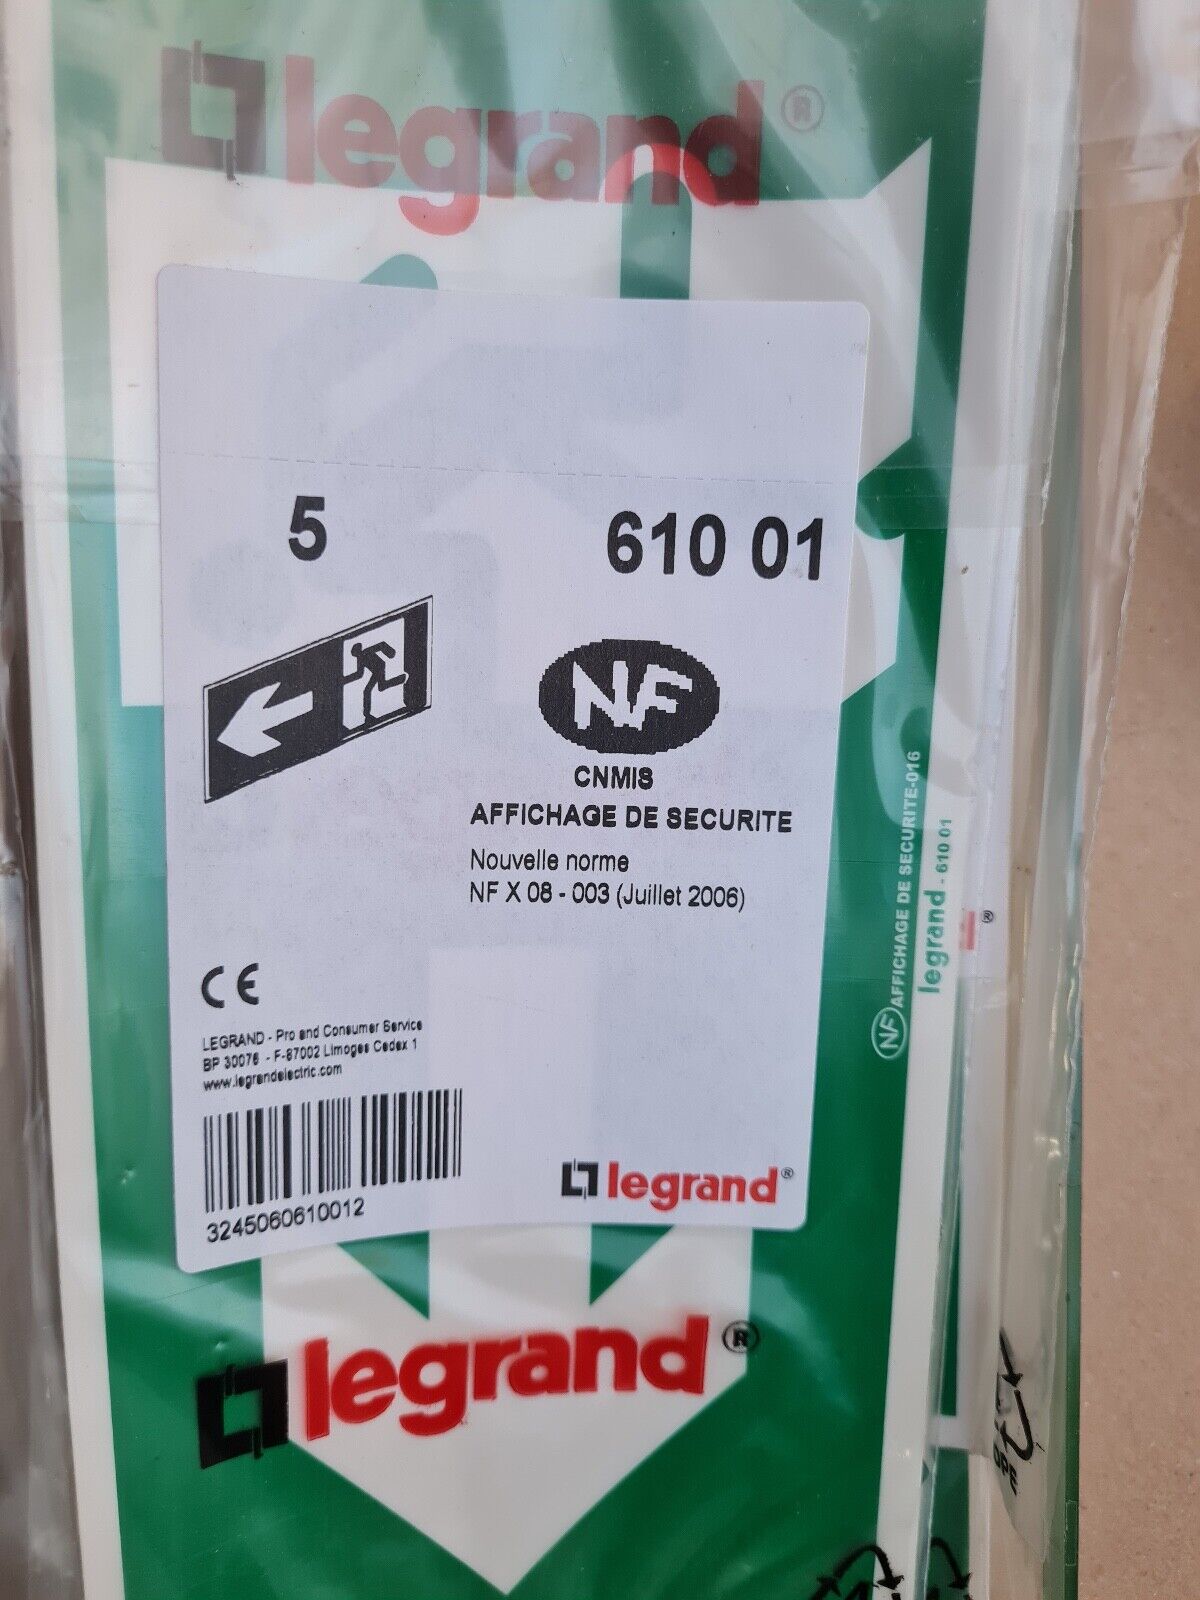 legrand®
5 610 01
NF
CNMIS
AFFICHAGE DE SECURITE
Nouvelle norme
NF X 08 - 003 (Juillet 2006)
CE
LEGRAND - Pro and Consumer Service
BP 30076 - F-87002 Limoges Cedex 1
www.legrandelectric.com
3245060610012
legrand®
NF AFFICHAGE DE SECURITE-016
legrand - 610 01
®
legrand®